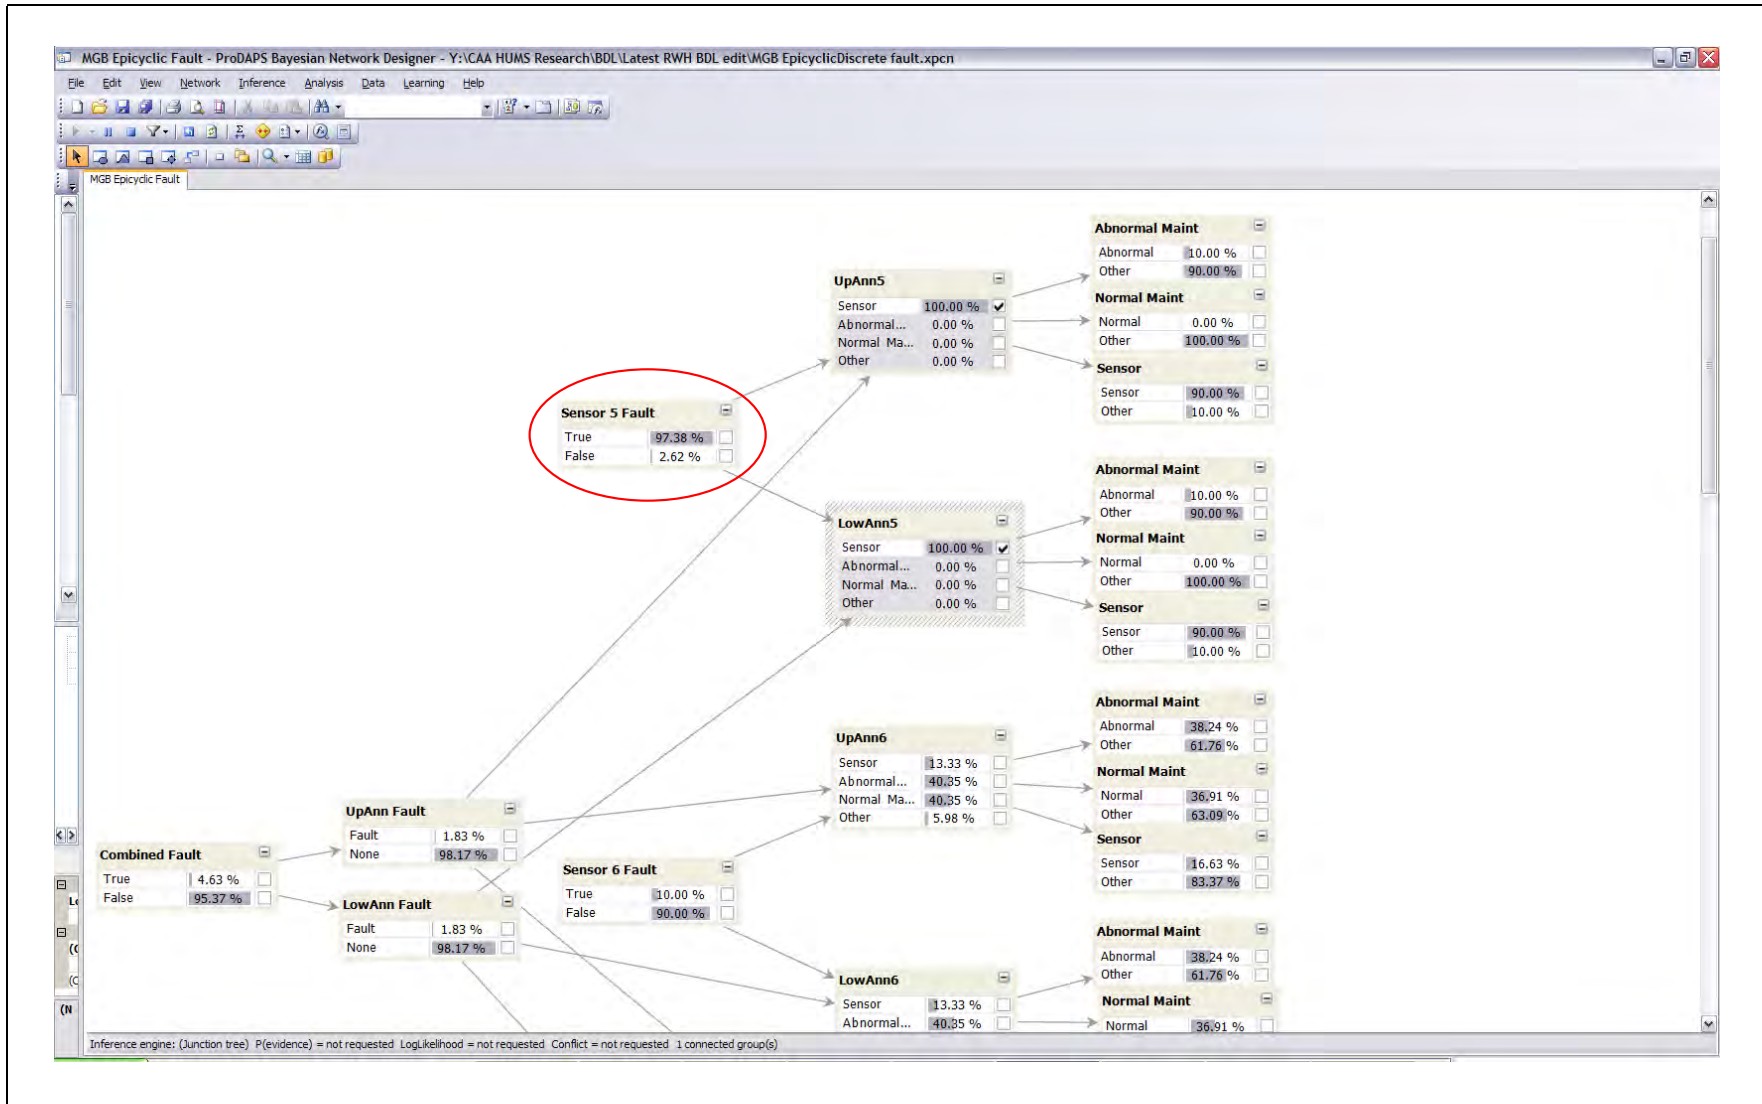 MGB Epicyclic Fault - ProDAPS Bayesian Network Designer - Y:\CAA HUMS Research\BDL\Latest RWH BDL edit\MGB EpicyclicDiscrete fault.xpcn
File Edit View Network Inference Analysis Data Learning Help
MGB Epicyclic Fault
Abnormal Maint
Abnormal 10.00 %
Other 90.00 %
Normal Maint
Normal 0.00 %
Other 100.00 %
Sensor
Sensor 90.00 %
Other 10.00 %
UpAnn5
Sensor 100.00 %
Abnormal... 0.00 %
Normal Ma... 0.00 %
Other 0.00 %
Sensor 5 Fault
True 97.38 %
False 2.62 %
Abnormal Maint
Abnormal 10.00 %
Other 90.00 %
Normal Maint
Normal 0.00 %
Other 100.00 %
Sensor
Sensor 90.00 %
Other 10.00 %
LowAnn5
Sensor 100.00 %
Abnormal... 0.00 %
Normal Ma... 0.00 %
Other 0.00 %
Abnormal Maint
Abnormal 38.24 %
Other 61.76 %
Normal Maint
Normal 36.91 %
Other 63.09 %
Sensor
Sensor 16.63 %
Other 83.37 %
UpAnn6
Sensor 13.33 %
Abnormal... 40.35 %
Normal Ma... 40.35 %
Other 5.98 %
UpAnn Fault
Fault 1.83 %
None 98.17 %
Combined Fault
True 4.63 %
False 95.37 %
LowAnn Fault
Fault 1.83 %
None 98.17 %
Sensor 6 Fault
True 10.00 %
False 90.00 %
Abnormal Maint
Abnormal 38.24 %
Other 61.76 %
Normal Maint
Normal 36.91 %
LowAnn6
Sensor 13.33 %
Abnormal... 40.35 %
(N
Inference engine: (Junction tree) P(evidence) = not requested LogLikelihood = not requested Conflict = not requested 1 connected group(s)